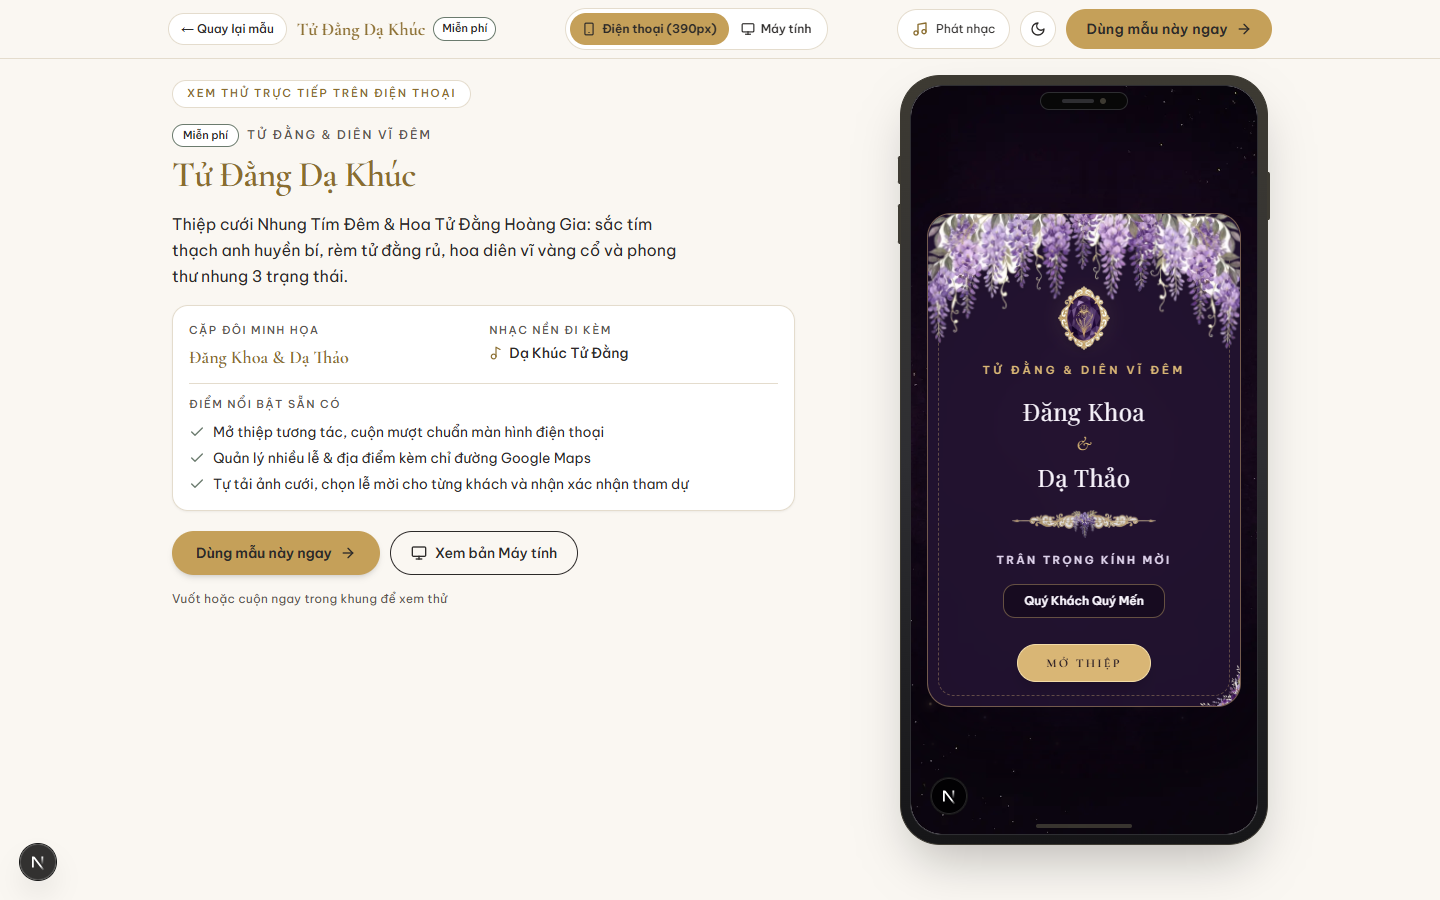 ← Quay lại mẫu
Tử Đằng Dạ Khúc
Miễn phí
Điện thoại (390px)
Máy tính
Phát nhạc
Dùng mẫu này ngay →
XEM THỬ TRỰC TIẾP TRÊN ĐIỆN THOẠI
Miễn phí
TỬ ĐẰNG & DIÊN VĨ ĐÊM
Tử Đằng Dạ Khúc
Thiệp cưới Nhung Tím Đêm & Hoa Tử Đằng Hoàng Gia: sắc tím
thạch anh huyền bí, rèm tử đằng rủ, hoa diên vĩ vàng cổ và phong
thư nhung 3 trạng thái.
CẶP ĐÔI MINH HỌA
Đăng Khoa & Dạ Thảo
NHẠC NỀN ĐI KÈM
Dạ Khúc Tử Đằng
ĐIỂM NỔI BẬT SẴN CÓ
Mở thiệp tương tác, cuộn mượt chuẩn màn hình điện thoại
Quản lý nhiều lễ & địa điểm kèm chỉ đường Google Maps
Tự tải ảnh cưới, chọn lễ mời cho từng khách và nhận xác nhận tham dự
Dùng mẫu này ngay →
Xem bản Máy tính
Vuốt hoặc cuộn ngay trong khung để xem thử
TỬ ĐẰNG & DIÊN VĨ ĐÊM
Đăng Khoa
&
Dạ Thảo
TRÂN TRỌNG KÍNH MỜI
Quý Khách Quý Mến
MỞ THIỆP
N
N